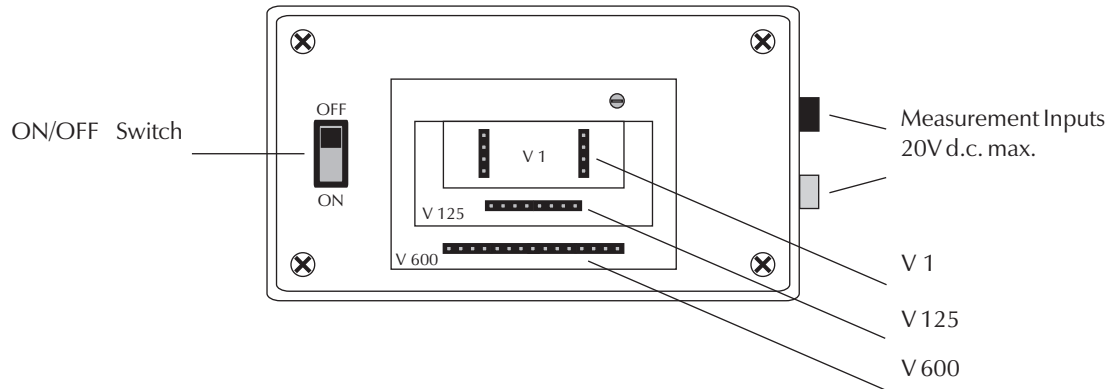 OFF
ON/OFF Switch
ON
V 1
V 125
V 600
Measurement Inputs
20V d.c. max.
V 1
V 125
V 600